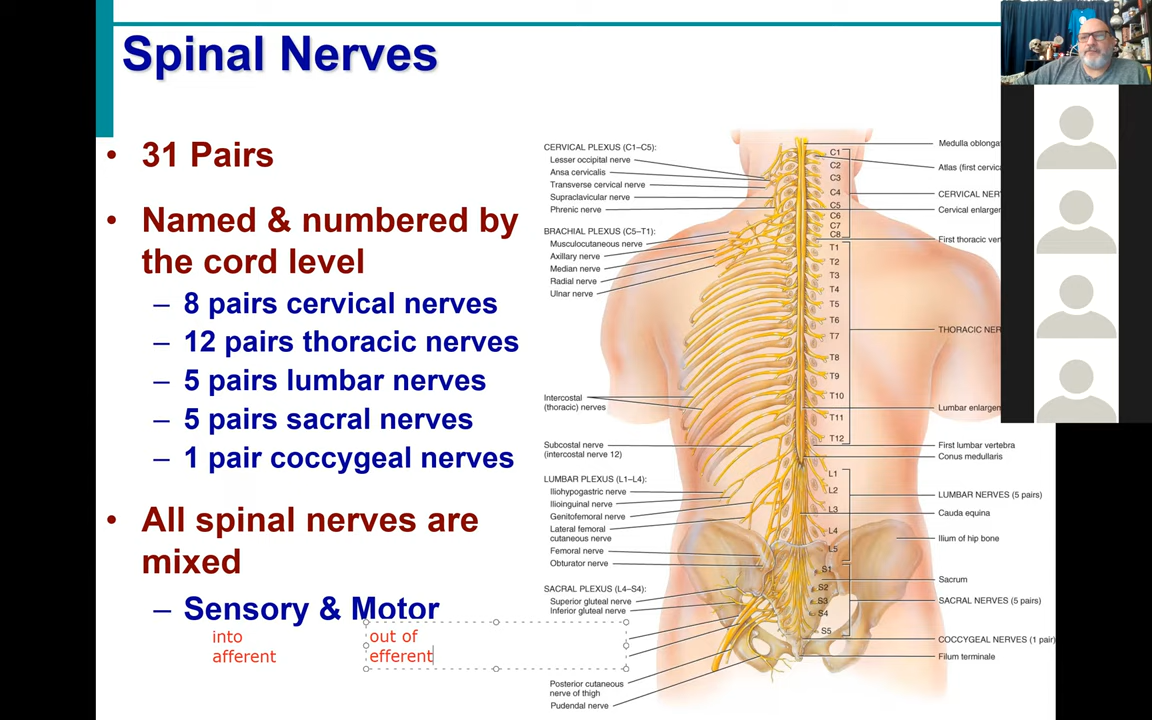 Spinal Nerves
• 31 Pairs
• Named & numbered by
the cord level
– 8 pairs cervical nerves
– 12 pairs thoracic nerves
– 5 pairs lumbar nerves
– 5 pairs sacral nerves
– 1 pair coccygeal nerves
• All spinal nerves are
mixed
– Sensory & Motor
into
afferent
out of
efferent
CERVICAL PLEXUS (C1–C5):
Lesser occipital nerve
Ansa cervicalis
Transverse cervical nerve
Supraclavicular nerve
Phrenic nerve
BRACHIAL PLEXUS (C5–T1):
Musculocutaneous nerve
Axillary nerve
Median nerve
Radial nerve
Ulnar nerve
Intercostal
(thoracic) nerves
Subcostal nerve
(intercostal nerve 12)
LUMBAR PLEXUS (L1–L4):
Iliohypogastric nerve
Ilioinguinal nerve
Genitofemoral nerve
Lateral femoral
cutaneous nerve
Femoral nerve
Obturator nerve
SACRAL PLEXUS (L4–S4):
Superior gluteal nerve
Inferior gluteal nerve
Posterior cutaneous
nerve of thigh
Pudendal nerve
C1
C2
C3
C4
C5
C6
C7
C8
T1
T2
T3
T4
T5
T6
T7
T8
T9
T10
T11
T12
L1
L2
L3
L4
L5
S1
S2
S3
S4
S5
Medulla oblonga
Atlas (first cervica
CERVICAL NER
Cervical enlarge
First thoracic ver
THORACIC NER
Lumbar enlarge
First lumbar vertebra
Conus medullaris
LUMBAR NERVES (5 pairs)
Cauda equina
Ilium of hip bone
Sacrum
SACRAL NERVES (5 pairs)
COCCYGEAL NERVES (1 pair)
Filum terminale